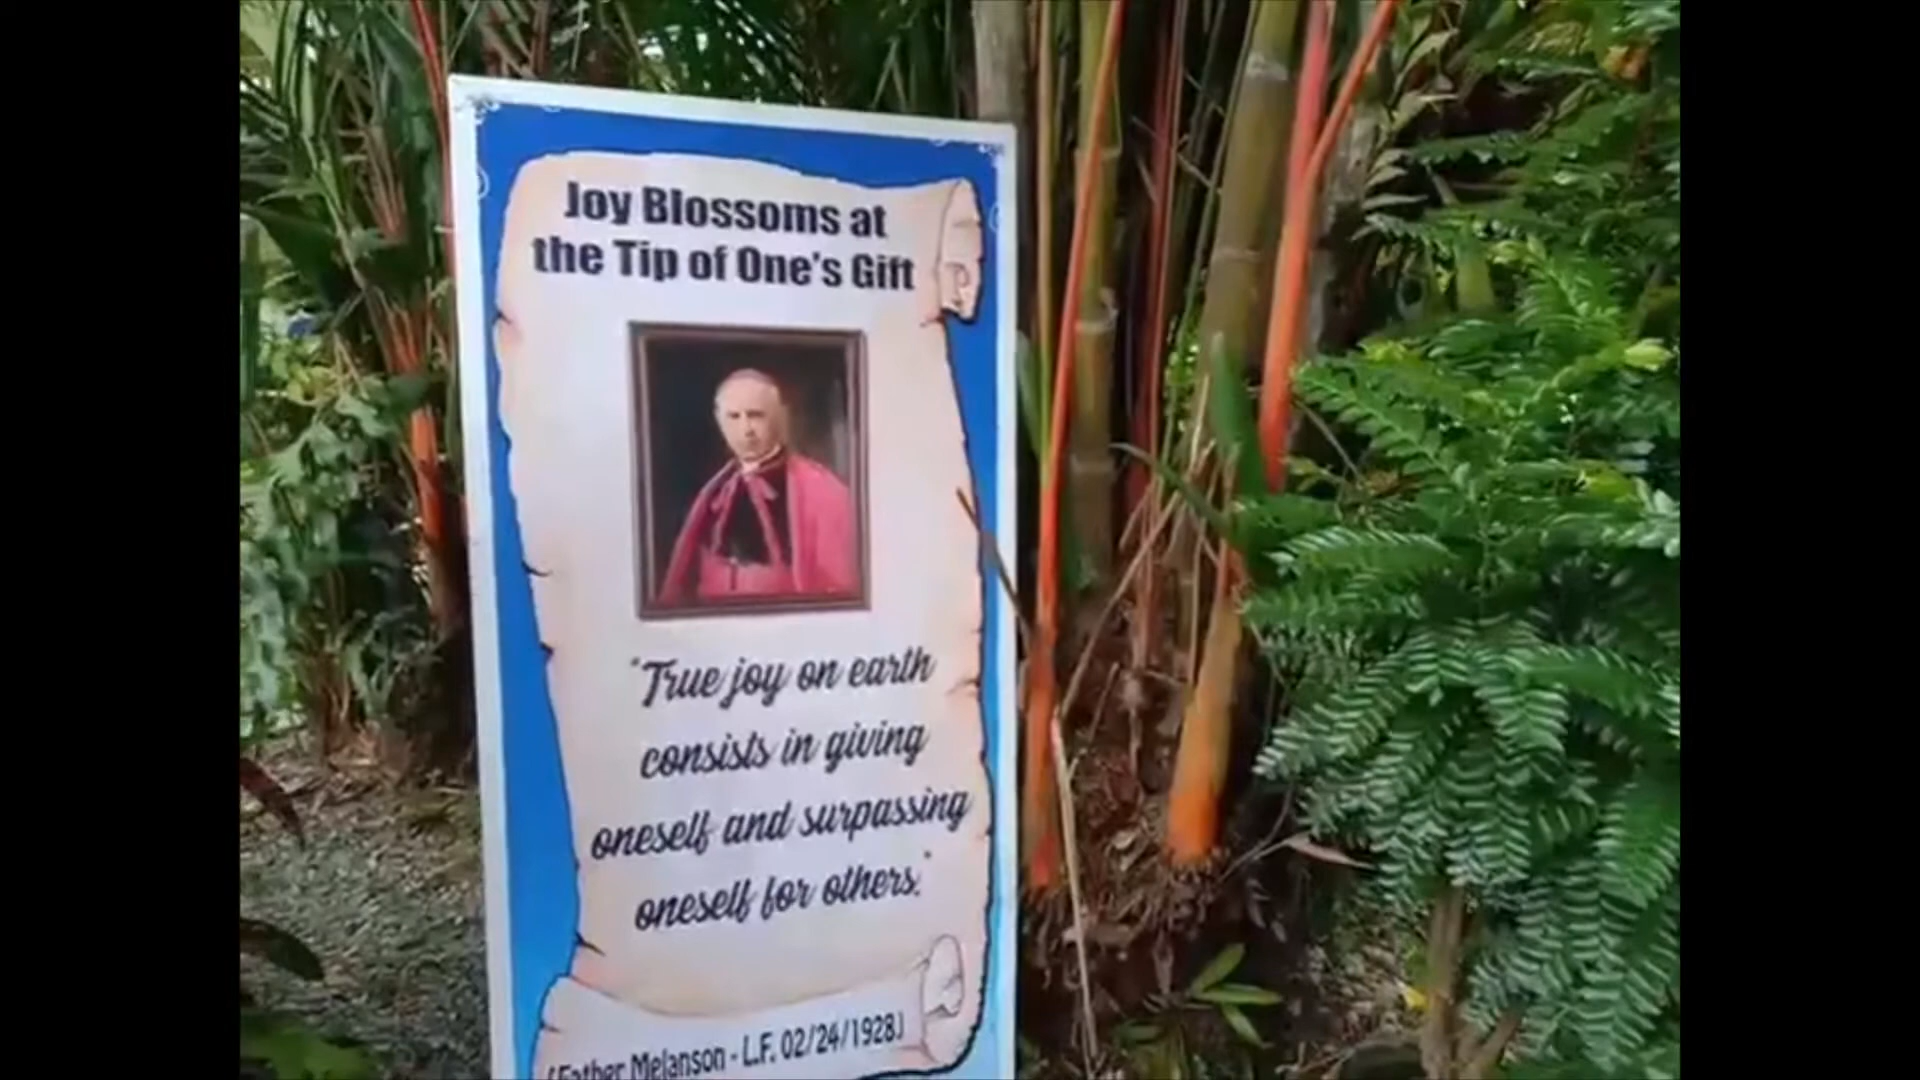 Joy Blossoms at
the Tip of One's Gift
"True joy on earth
consists in giving
oneself and surpassing
oneself for others."
(Father Melanson - L.F. 02/24/1928)